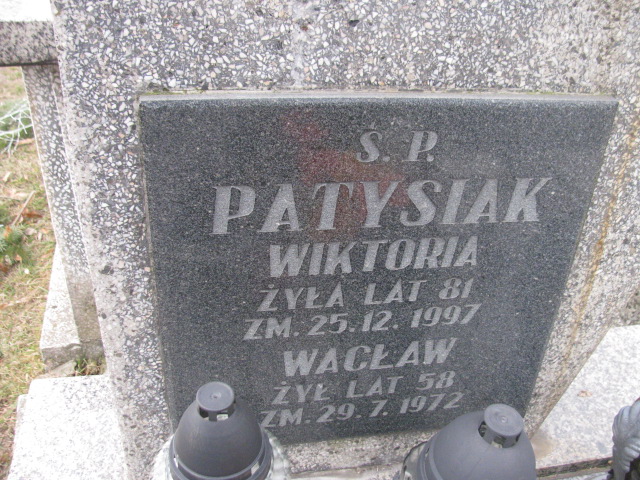 Ś. P.
PATYSIAK
WIKTORIA
ŻYŁA LAT 81
ZM. 25.12.1997
WACŁAW
ŻYŁ LAT 58
ZM. 29.7.1972